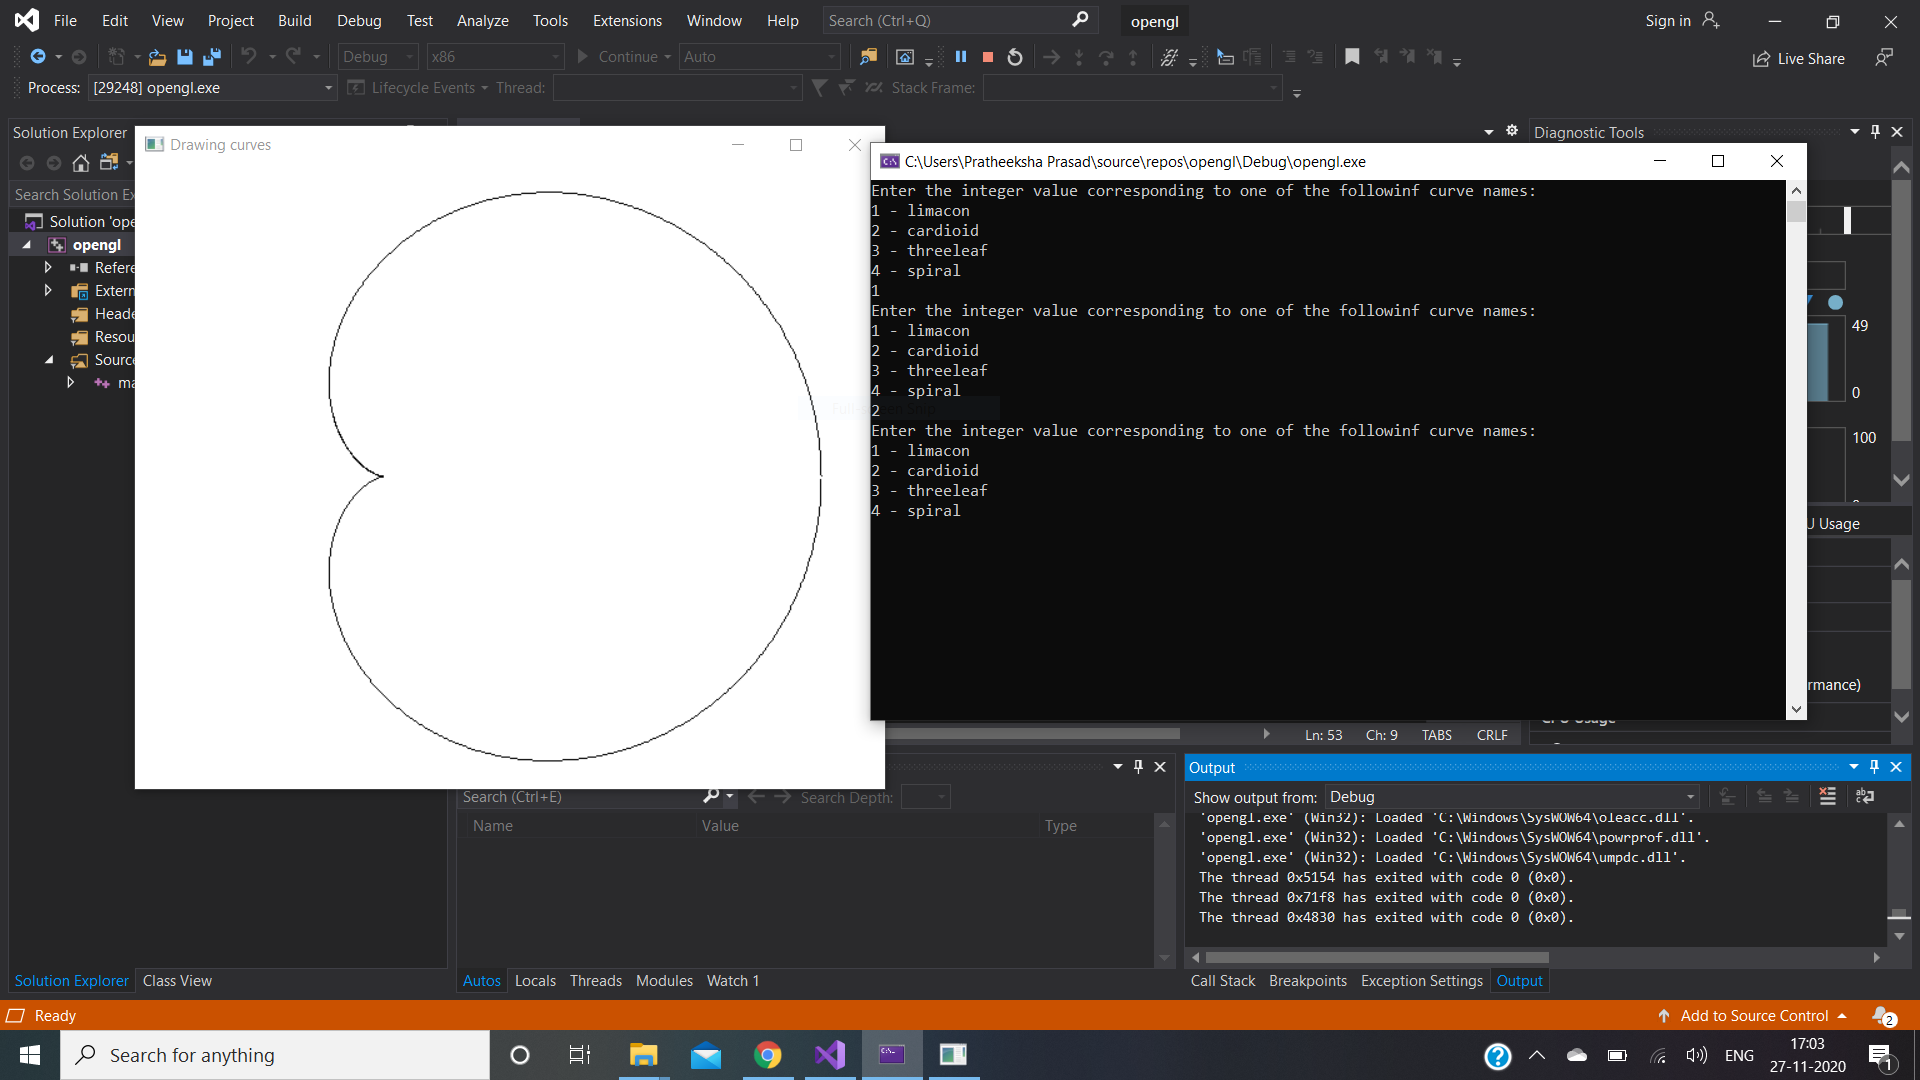 File Edit View Project Build Debug Test Analyze Tools Extensions Window Help Search (Ctrl+Q) opengl Sign in
Debug x86 Continue Auto Live Share
Process: [29248] opengl.exe Lifecycle Events Thread: Stack Frame:
Solution Explorer
Search Solution Ex
Solution 'ope
opengl
Refere
Extern
Heade
Resou
Source
ma
Drawing curves
C:\Users\Pratheeksha Prasad\source\repos\opengl\Debug\opengl.exe
Enter the integer value corresponding to one of the followinf curve names:
1 - limacon
2 - cardioid
3 - threeleaf
4 - spiral
1
Enter the integer value corresponding to one of the followinf curve names:
1 - limacon
2 - cardioid
3 - threeleaf
4 - spiral
2
Enter the integer value corresponding to one of the followinf curve names:
1 - limacon
2 - cardioid
3 - threeleaf
4 - spiral
Diagnostic Tools
49
0
100
U Usage
rmance)
CPU Usage
Ln: 53 Ch: 9 TABS CRLF
Search (Ctrl+E) Search Depth:
Name Value Type
Output
Show output from: Debug
'opengl.exe' (Win32): Loaded 'C:\Windows\SysWOW64\oleacc.dll'.
'opengl.exe' (Win32): Loaded 'C:\Windows\SysWOW64\powrprof.dll'.
'opengl.exe' (Win32): Loaded 'C:\Windows\SysWOW64\umpdc.dll'.
The thread 0x5154 has exited with code 0 (0x0).
The thread 0x71f8 has exited with code 0 (0x0).
The thread 0x4830 has exited with code 0 (0x0).
Solution Explorer Class View
Autos Locals Threads Modules Watch 1
Call Stack Breakpoints Exception Settings Output
Ready
Add to Source Control 2
Search for anything
ENG
17:03
27-11-2020
1